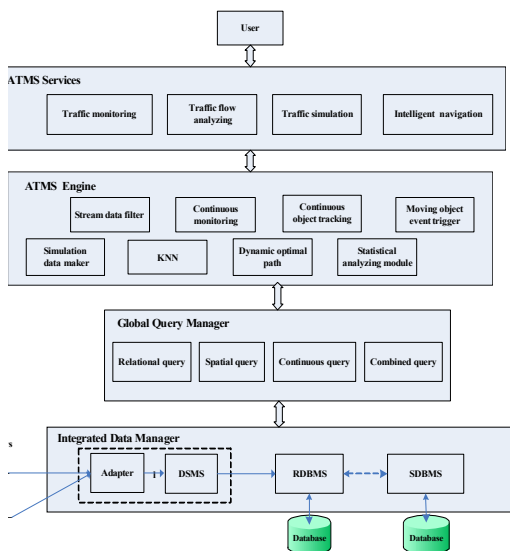 User
ATMS Services
Traffic monitoring
Traffic flow
analyzing
Traffic simulation
Intelligent navigation
ATMS Engine
Stream data filter
Continuous
monitoring
Continuous
object tracking
Moving object
event trigger
Simulation
data maker
KNN
Dynamic optimal
path
Statistical
analyzing module
Global Query Manager
Relational query
Spatial query
Continuous query
Combined query
s
Integrated Data Manager
Adapter
I
DSMS
RDBMS
SDBMS
Database
Database